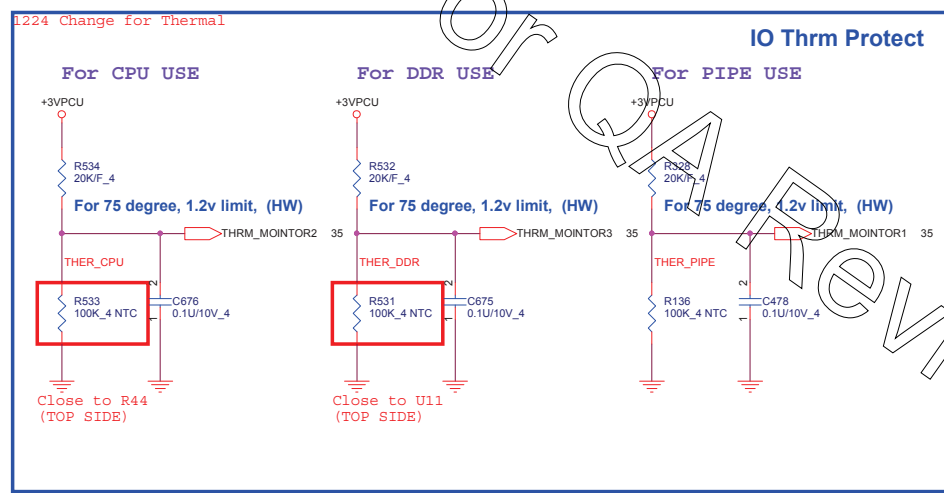 1224 Change for Thermal
IO Thrm Protect
For CPU USE
For DDR USE
For PIPE USE
+3VPCU
+3VPCU
+3VPCU
R534
20K/F_4
R532
20K/F_4
R328
20K/F_4
For 75 degree, 1.2v limit, (HW)
For 75 degree, 1.2v limit, (HW)
For 75 degree, 1.2v limit, (HW)
THRM_MOINTOR2 35
THRM_MOINTOR3 35
THRM_MOINTOR1 35
THER_CPU
THER_DDR
THER_PIPE
R533
100K_4 NTC
2
1
C676
0.1U/10V_4
R531
100K_4 NTC
2
1
C675
0.1U/10V_4
R136
100K_4 NTC
2
1
C478
0.1U/10V_4
Close to R44
(TOP SIDE)
Close to U11
(TOP SIDE)
or QA Revi